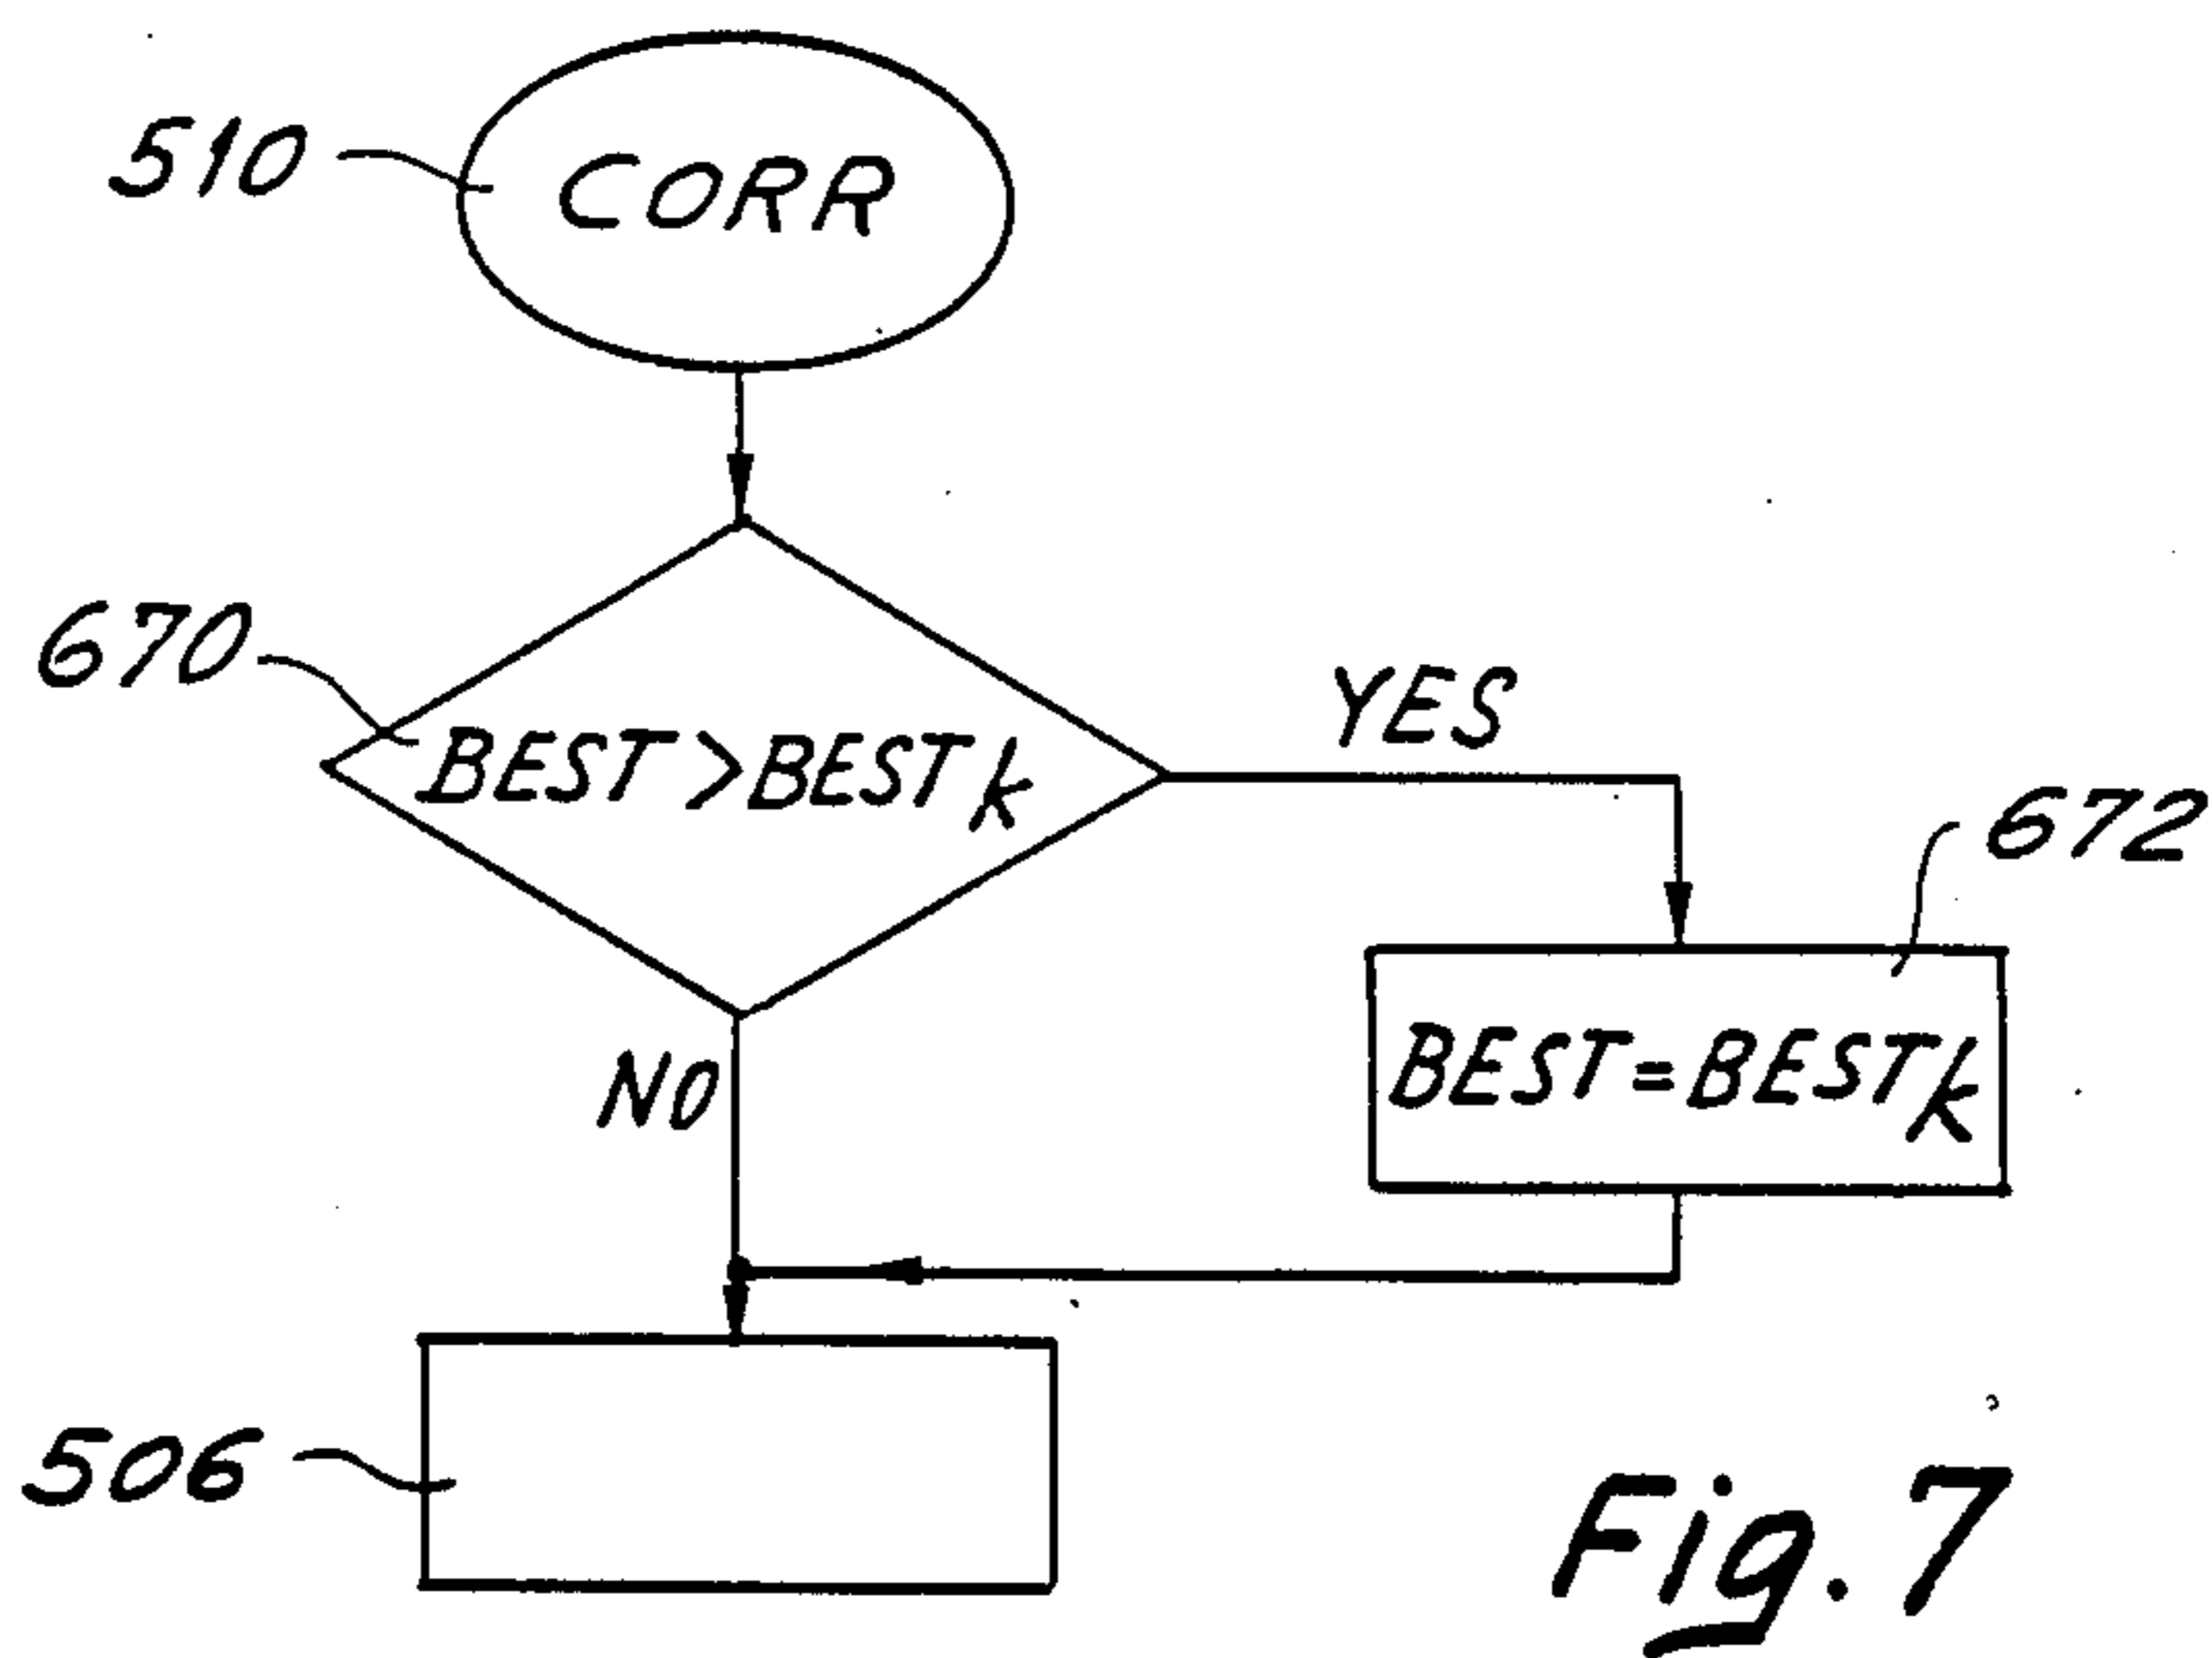 510
CORR
670
BEST>BESTk
YES
672
BEST=BESTk
NO
506
Fig. 7